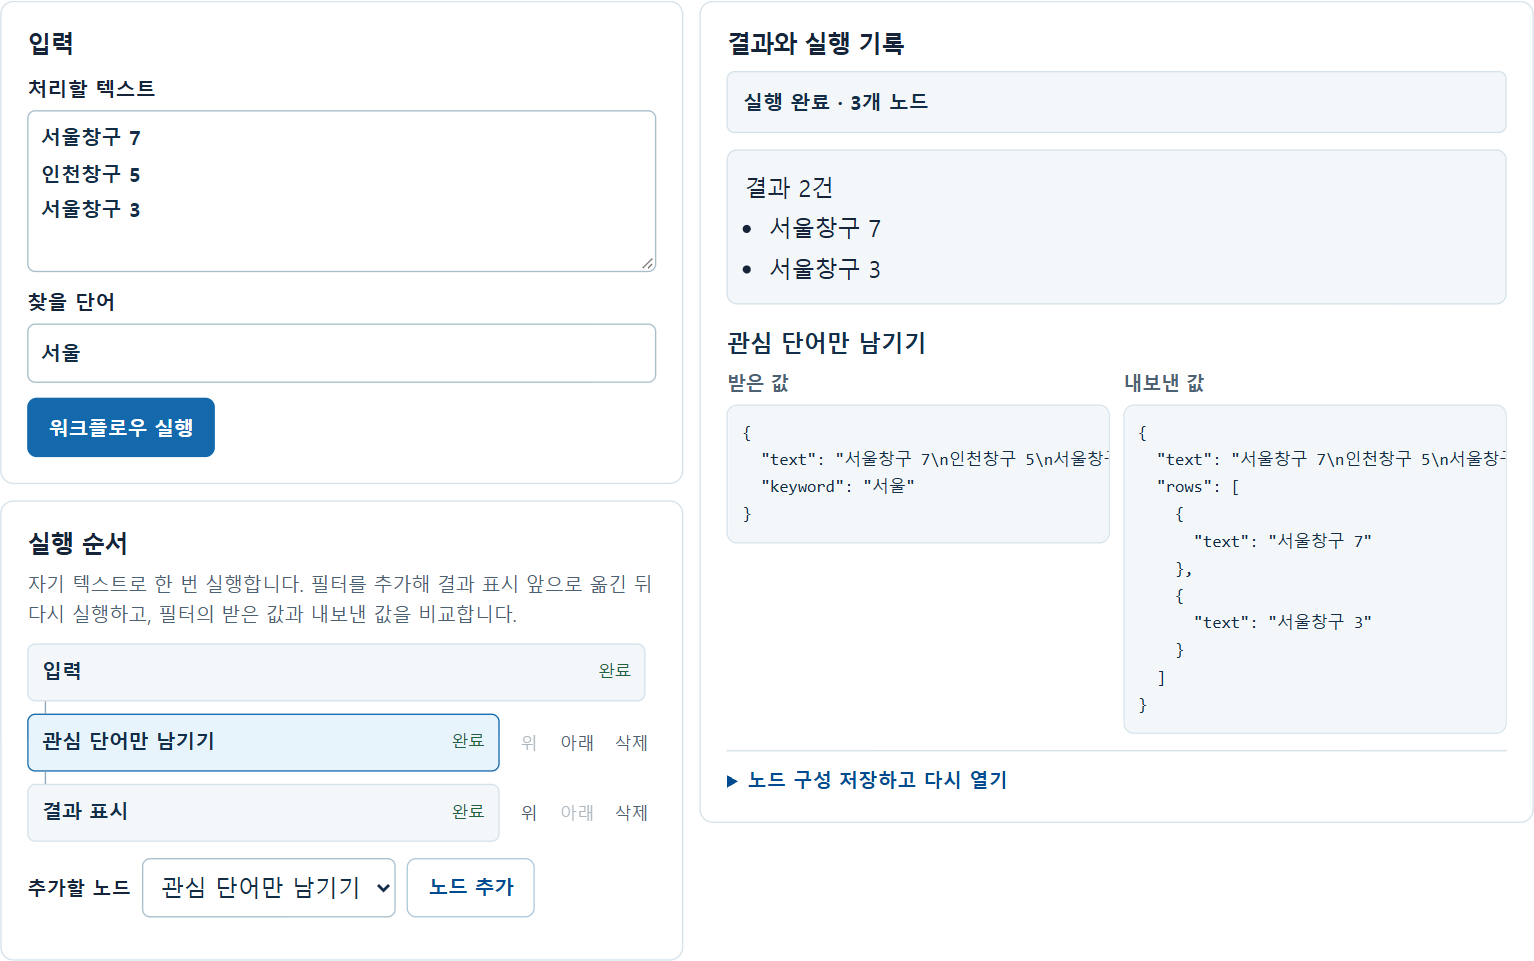 입력
처리할 텍스트
서울창구 7
인천창구 5
서울창구 3
찾을 단어
서울
워크플로우 실행
실행 순서
자기 텍스트로 한 번 실행합니다. 필터를 추가해 결과 표시 앞으로 옮긴 뒤
다시 실행하고, 필터의 받은 값과 내보낸 값을 비교합니다.
입력 완료
관심 단어만 남기기 완료 위 아래 삭제
결과 표시 완료 위 아래 삭제
추가할 노드 관심 단어만 남기기 노드 추가
결과와 실행 기록
실행 완료 · 3개 노드
결과 2건
• 서울창구 7
• 서울창구 3
관심 단어만 남기기
받은 값
{
"text": "서울창구 7\n인천창구 5\n서울창
"keyword": "서울"
}
내보낸 값
{
"text": "서울창구 7\n인천창구 5\n서울창
"rows": [
{
"text": "서울창구 7"
},
{
"text": "서울창구 3"
}
]
}
▶ 노드 구성 저장하고 다시 열기